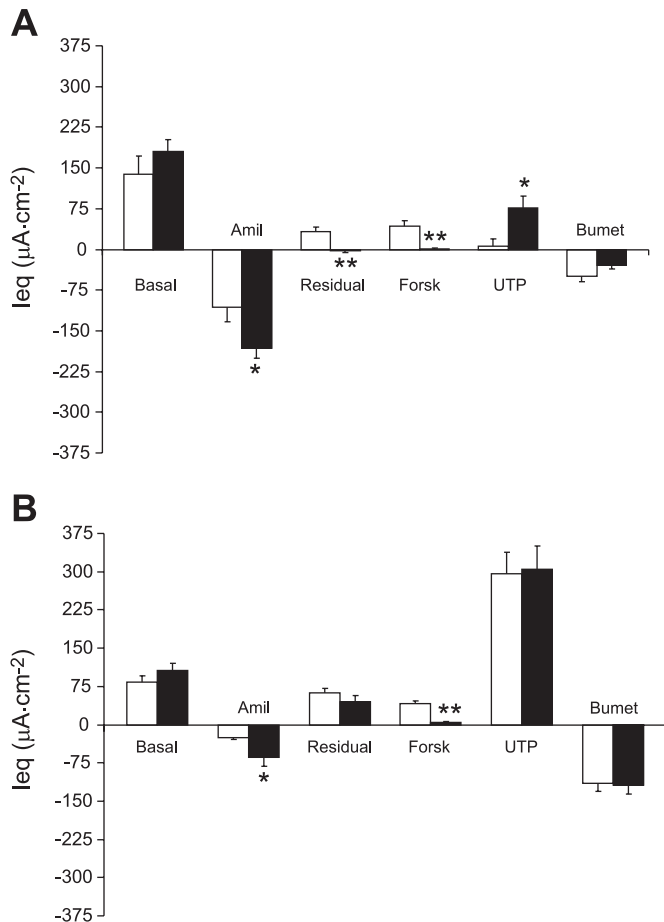 A
Ieq (µA·cm-2)
375
300
225
150
75
0
-75
-150
-225
-300
-375
Basal
Amil
*
Residual
**
Forsk
**
UTP
*
Bumet
B
Ieq (µA·cm-2)
375
300
225
150
75
0
-75
-150
-225
-300
-375
Basal
Amil
*
Residual
Forsk
**
UTP
Bumet